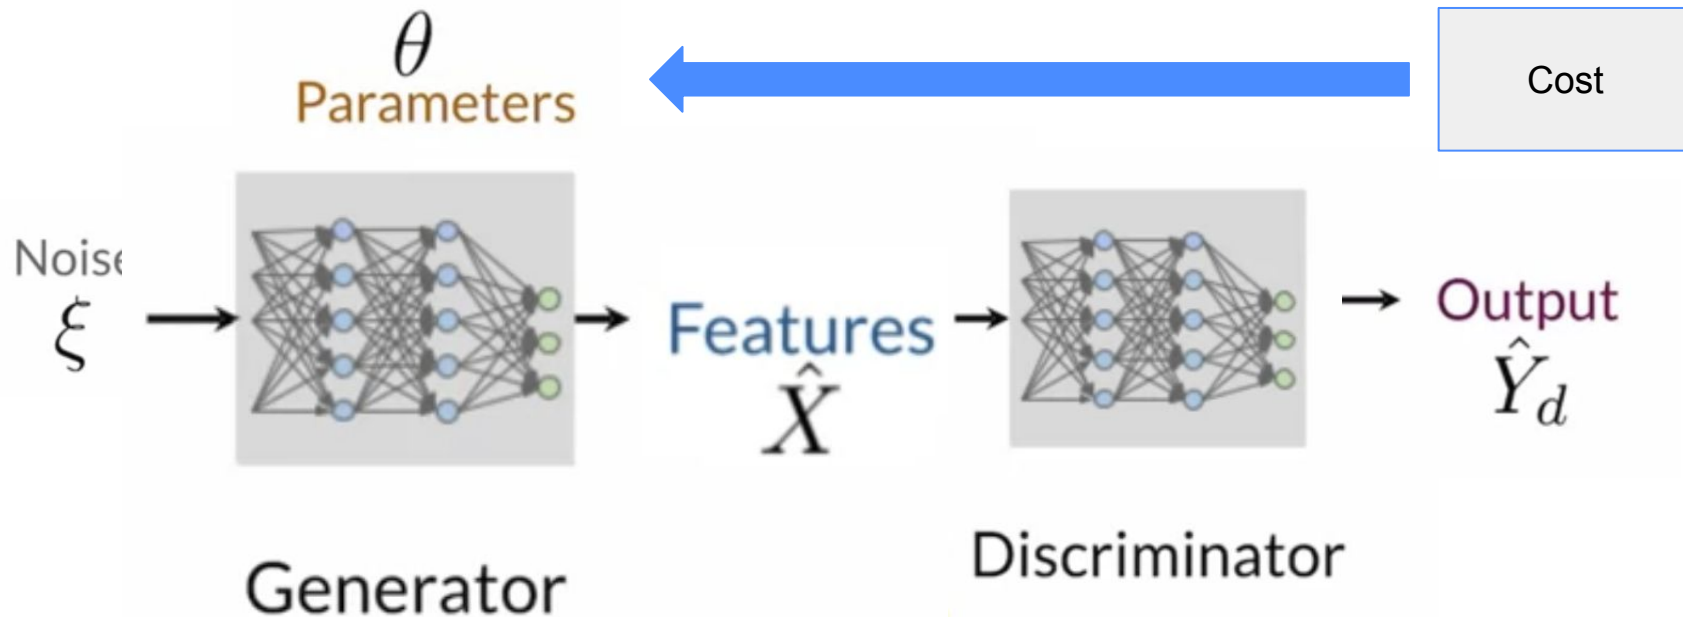 θ
Parameters
Cost
Noise
ξ
Features
X̂
Output
Ŷd
Generator
Discriminator